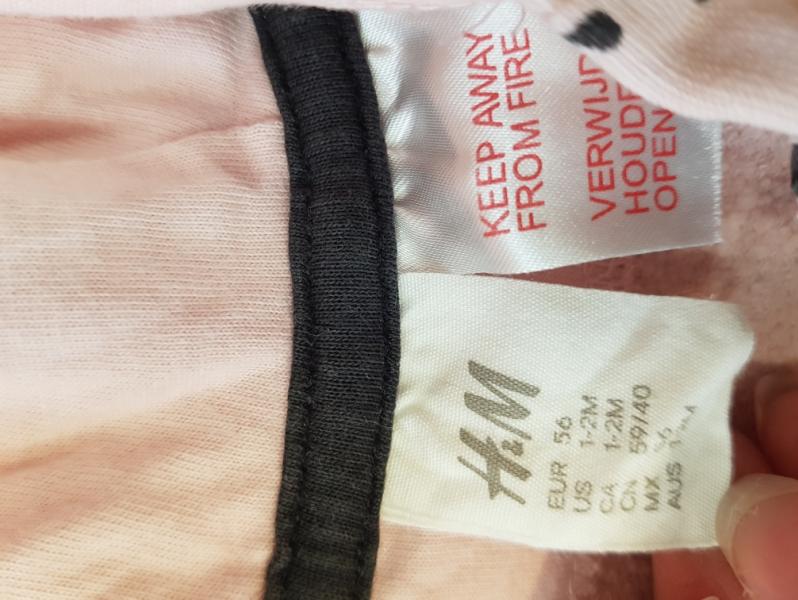 KEEP AWAY
FROM FIRE
HOUDE
OPEN
H&M
EUR 56
US 1-2M
CA 1-2M
CN 59/40
MX 56
AUS